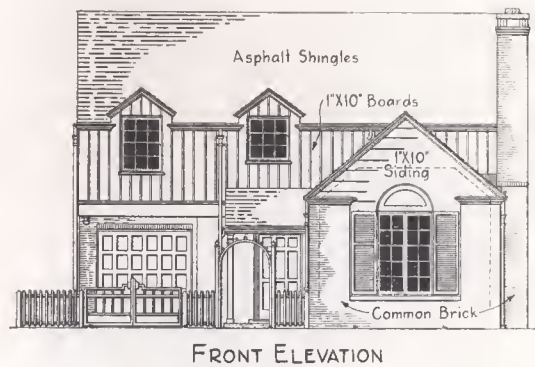 Asphalt Shingles
1"X10" Boards
1"X10"
Siding
Common Brick
FRONT ELEVATION